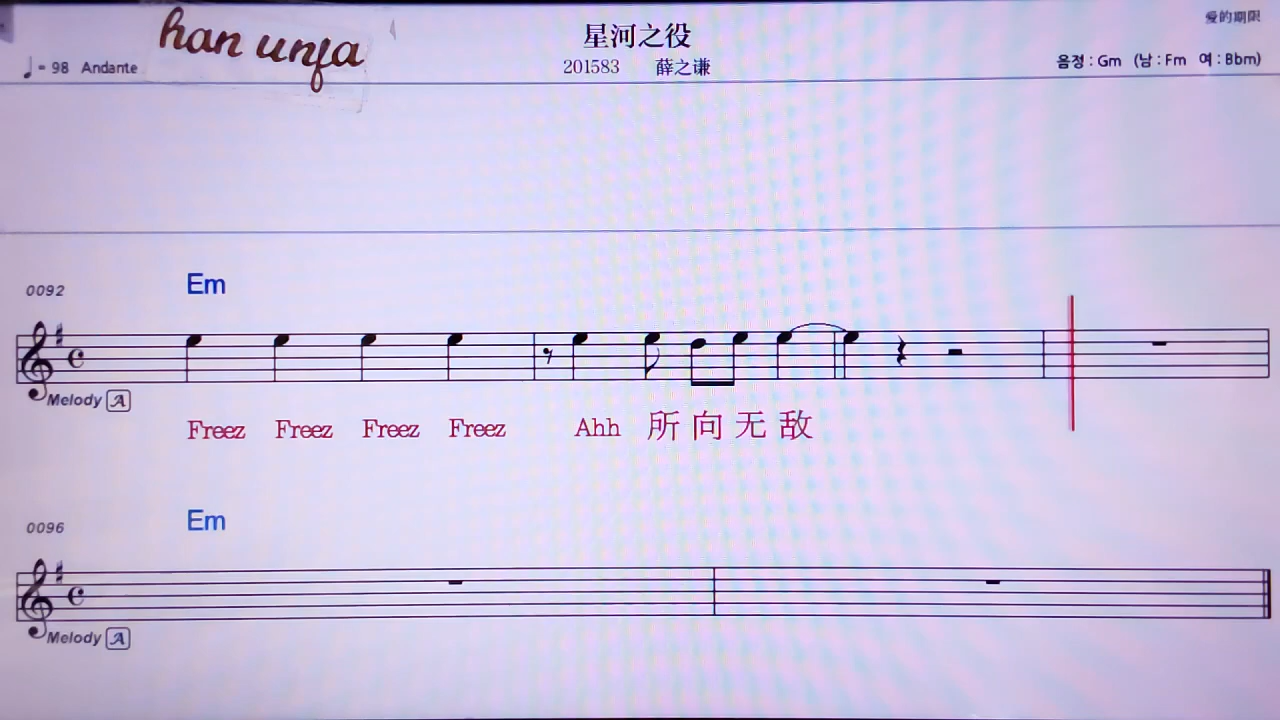 han unfa
星河之役
爱的期限
♩= 98 Andante
201583 薛之谦
음정 : Gm (남 : Fm 여 : Bbm)
0092
Em
Melody A
Freez Freez Freez Freez Ahh 所 向 无 敌
0096
Em
Melody A